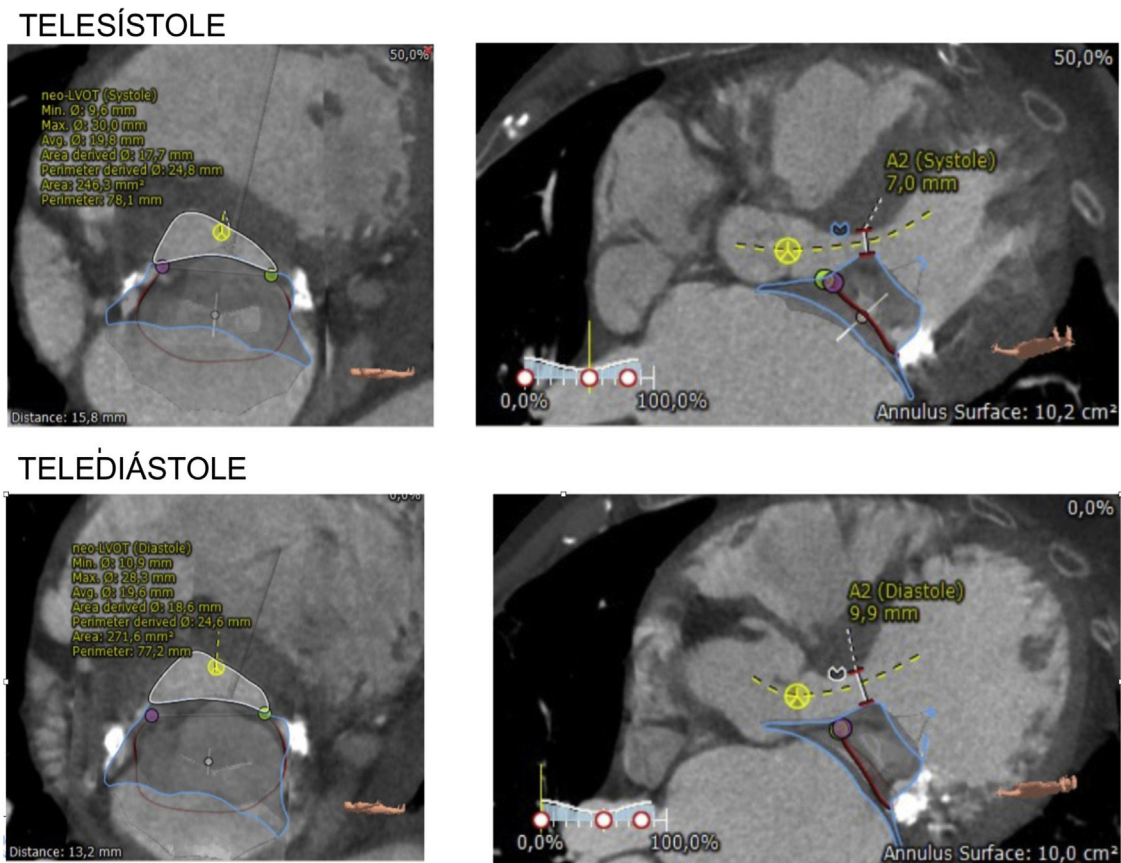 TELESÍSTOLE
50,0%
neo-LVOT (Systole)
Min. Ø: 9,6 mm
Max. Ø: 30,0 mm
Avg. Ø: 19,8 mm
Area derived Ø: 17,7 mm
Perimeter derived Ø: 24,8 mm
Area: 246,3 mm²
Perimeter: 78,1 mm
Distance: 15,8 mm
50,0%
A2 (Systole)
7,0 mm
0,0%
100,0%
Annulus Surface: 10,2 cm²
TELEDIÁSTOLE
0,0%
neo-LVOT (Diastole)
Min. Ø: 10,9 mm
Max. Ø: 28,3 mm
Avg. Ø: 19,6 mm
Area derived Ø: 18,6 mm
Perimeter derived Ø: 24,6 mm
Area: 271,6 mm²
Perimeter: 77,2 mm
Distance: 13,2 mm
0,0%
A2 (Diastole)
9,9 mm
0,0%
100,0%
Annulus Surface: 10,0 cm²